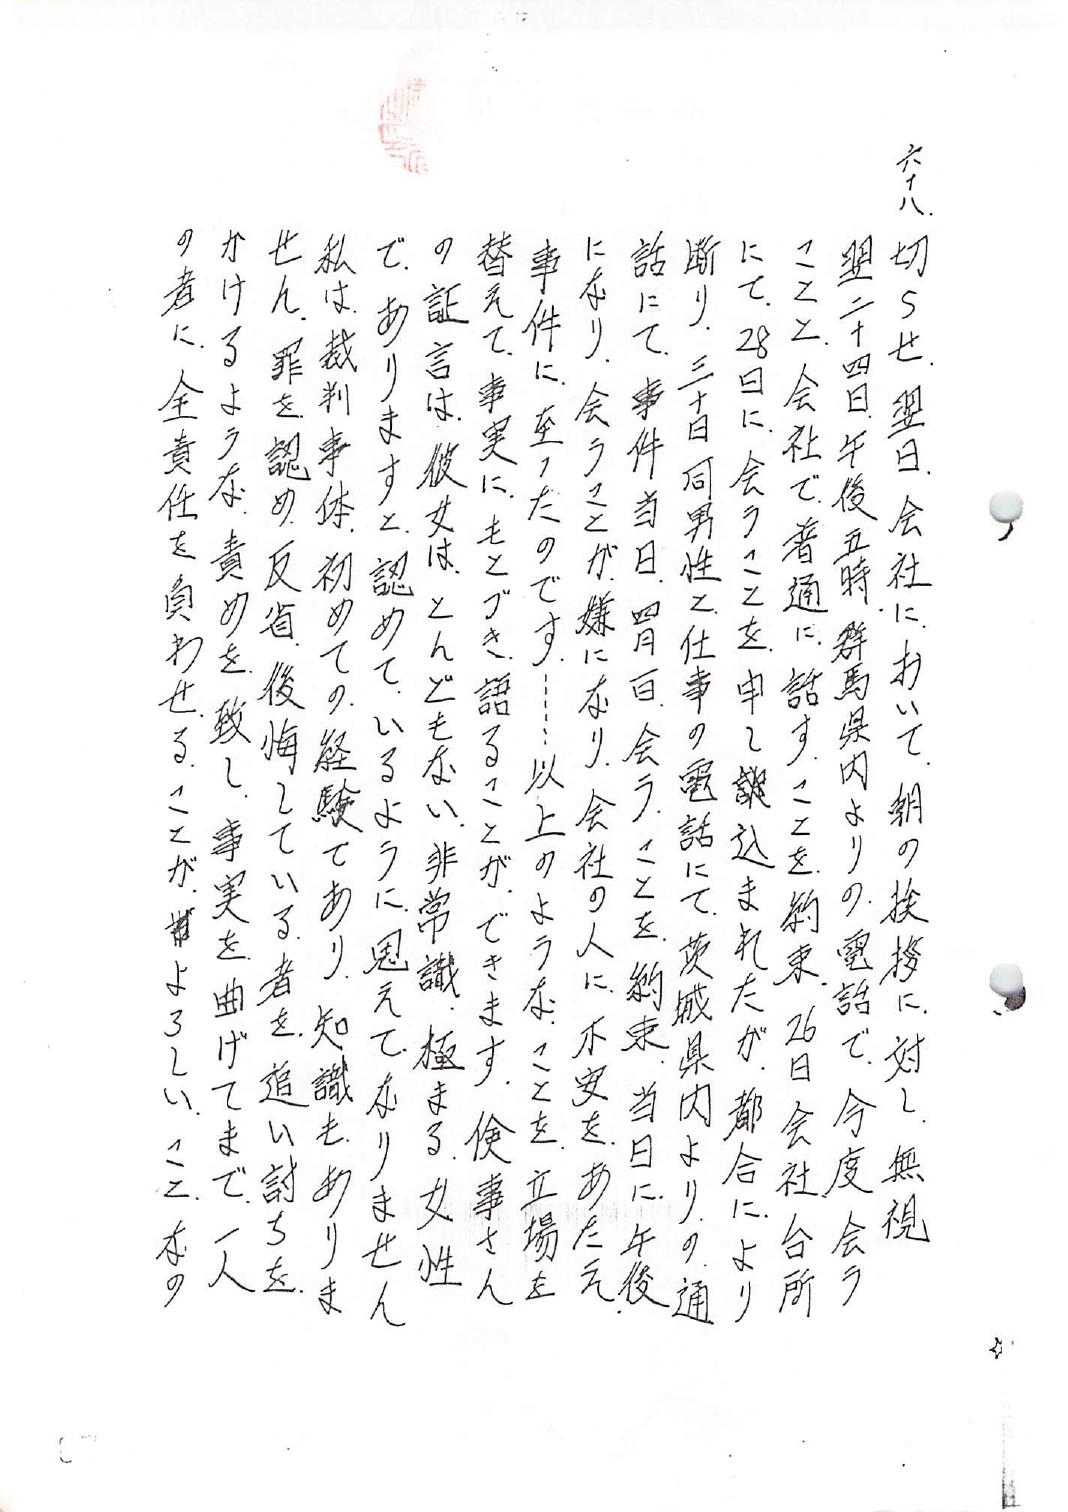 六十八.
切らせ.翌日.会社に.おいて.朝の挨拶に.対し.無視
翌二十四日.午後五時.群馬県内よりの.電話で.今度会う
ことと.会社で.普通に.話す.ことを.約束.26日会社台所
にて.28日に.会うことを.申し込まれたが.都合に.より
断り.三十日同男性と.仕事の電話にて.茨城県内よりの通
話にて.事件当日.四月一日.会う.ことを.約束.当日に.午後.
になり.会うことが.嫌になり.会社の人に.不安を.あたえ.
事件に.至ったのです.……以上のような.ことを.立場を
替えて.事実に.もとづき.語ることが.できます.倹事さん
の証言は.彼女は.とんどもない.非常識.極まる.女性
で.ありますと.認めて.いるように.思えて.なりません
私は.裁判事体.初めての.経験であり.知識も.ありま
せん.罪を.認め.反省.後悔している.者を.追い討ちを.
かけるような.責めを.致し.事実を.曲げてまで.一人
の者に.全責任を負わせる.ことが.よろしい.こと.なの